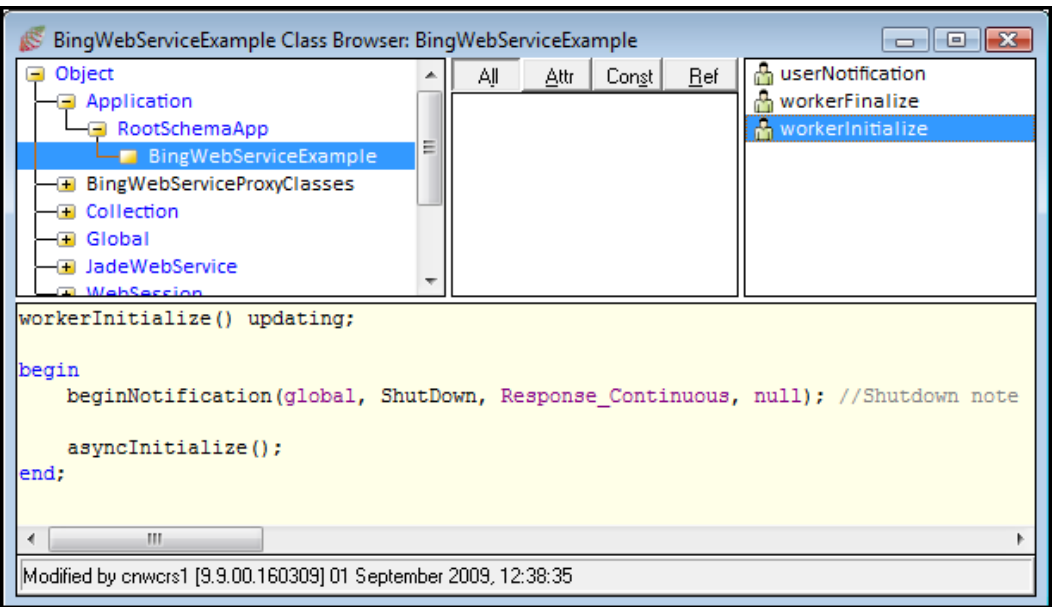 BingWebServiceExample Class Browser: BingWebServiceExample
Object
Application
RootSchemaApp
BingWebServiceExample
BingWebServiceProxyClasses
Collection
Global
JadeWebService
WebSession
All Attr Const Ref
userNotification
workerFinalize
workerInitialize
workerInitialize() updating;
begin
beginNotification(global, ShutDown, Response_Continuous, null); //Shutdown note
asyncInitialize();
end;
Modified by cnwcrs1 [9.9.00.160309] 01 September 2009, 12:38:35